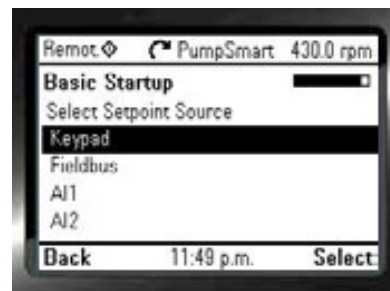 Remot. PumpSmart 430.0 rpm
Basic Startup
Select Setpoint Source
Keypad
Fieldbus
AI1
AI2
Back 11:49 p.m. Select